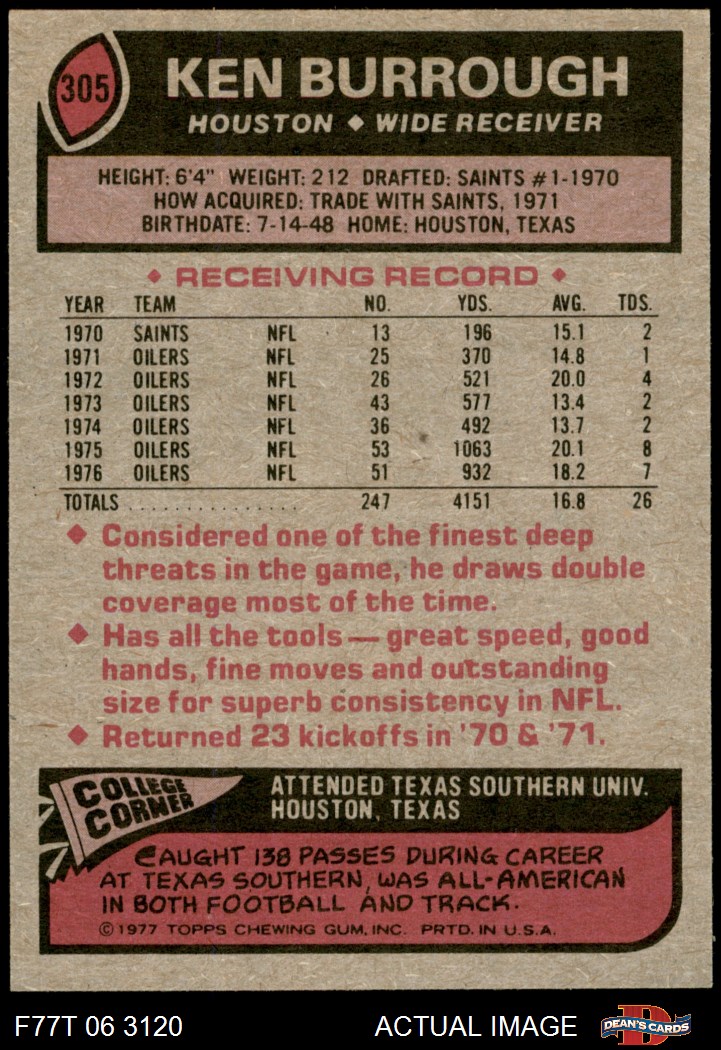 305
KEN BURROUGH
HOUSTON ♦ WIDE RECEIVER
HEIGHT: 6'4" WEIGHT: 212 DRAFTED: SAINTS #1-1970
HOW ACQUIRED: TRADE WITH SAINTS, 1971
BIRTHDATE: 7-14-48 HOME: HOUSTON, TEXAS
♦ RECEIVING RECORD ♦
YEAR TEAM NO. YDS. AVG. TDS.
1970 SAINTS NFL 13 196 15.1 2
1971 OILERS NFL 25 370 14.8 1
1972 OILERS NFL 26 521 20.0 4
1973 OILERS NFL 43 577 13.4 2
1974 OILERS NFL 36 492 13.7 2
1975 OILERS NFL 53 1063 20.1 8
1976 OILERS NFL 51 932 18.2 7
TOTALS . . . . . . . . . . . . . . . . 247 4151 16.8 26
♦ Considered one of the finest deep
threats in the game, he draws double
coverage most of the time.
♦ Has all the tools — great speed, good
hands, fine moves and outstanding
size for superb consistency in NFL.
♦ Returned 23 kickoffs in '70 & '71.
COLLEGE
CORNER
ATTENDED TEXAS SOUTHERN UNIV.
HOUSTON, TEXAS
CAUGHT 138 PASSES DURING CAREER
AT TEXAS SOUTHERN, WAS ALL-AMERICAN
IN BOTH FOOTBALL AND TRACK.
© 1977 TOPPS CHEWING GUM, INC. PRTD. IN U.S.A.
F77T 06 3120 ACTUAL IMAGE
D
DEAN'S CARDS